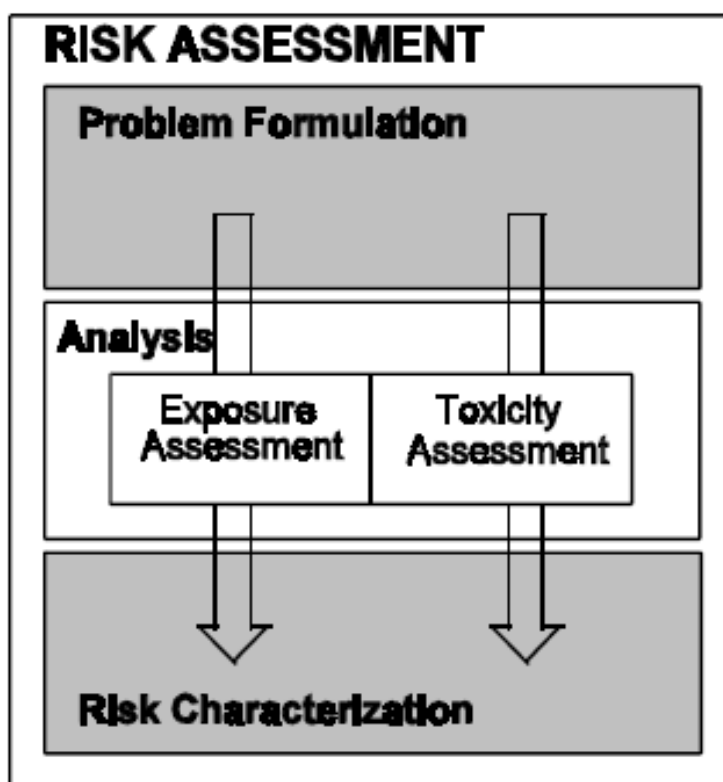 RISK ASSESSMENT
Problem Formulation
Analysis
Exposure
Assessment
Toxicity
Assessment
Risk Characterization